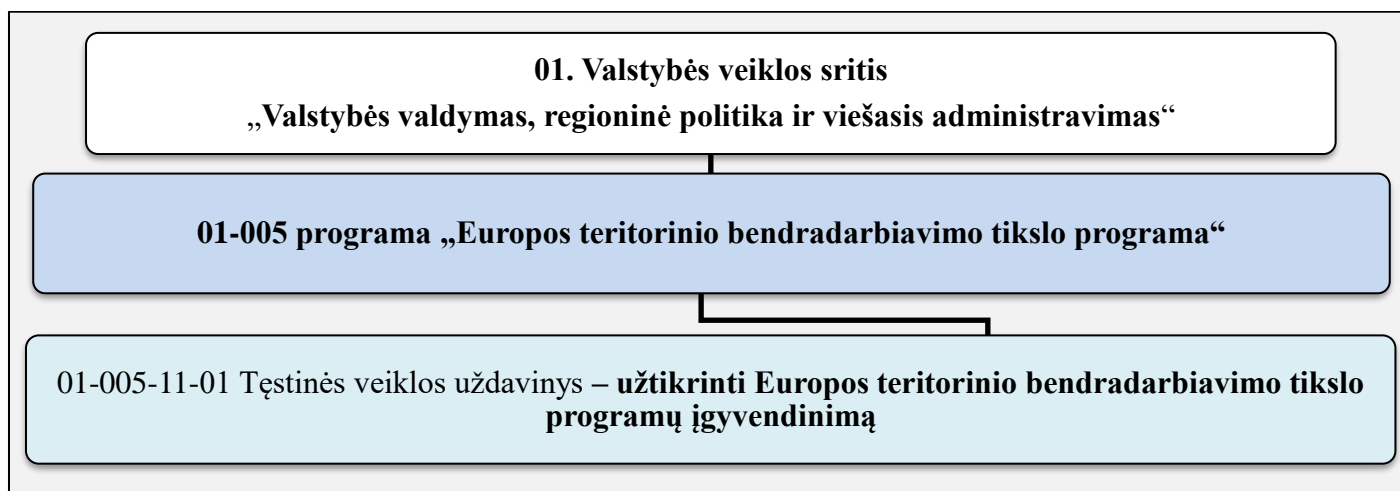 01. Valstybės veiklos sritis
„Valstybės valdymas, regioninė politika ir viešasis administravimas“
01-005 programa „Europos teritorinio bendradarbiavimo tikslo programa“
01-005-11-01 Tęstinės veiklos uždavinys – užtikrinti Europos teritorinio bendradarbiavimo tikslo
programų įgyvendinimą